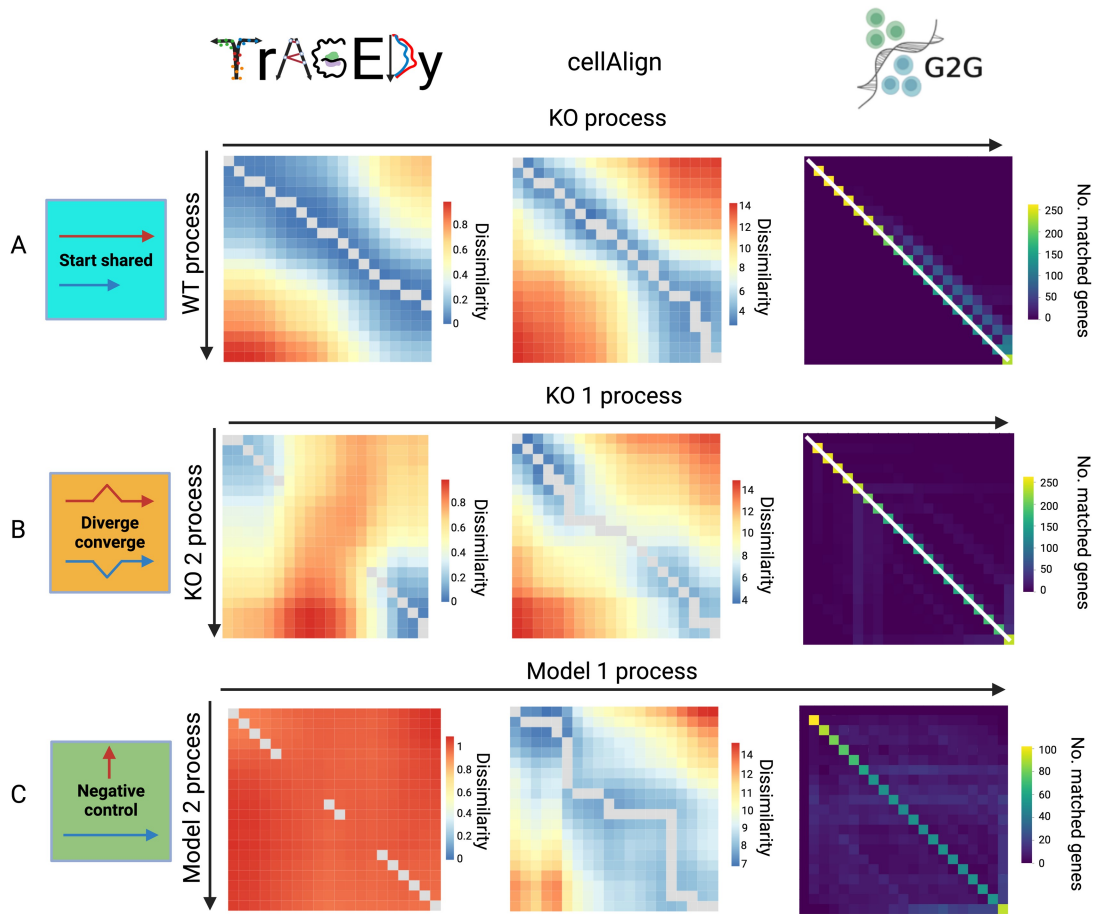 TrAGEDy
cellAlign
G2G
KO process
A
Start shared
WT process
1
0.8
0.6
0.4
0.2
0
Dissimilarity
14
12
10
8
6
4
Dissimilarity
250
200
150
100
50
0
No. matched genes
KO 1 process
B
Diverge
converge
KO 2 process
0.8
0.6
0.4
0.2
0
Dissimilarity
14
12
10
8
6
4
Dissimilarity
250
200
150
100
50
0
No. matched genes
Model 1 process
C
Negative
control
Model 2 process
1
0.8
0.6
0.4
0.2
0
Dissimilarity
14
13
12
11
10
9
8
7
Dissimilarity
100
80
60
40
20
0
No. matched genes